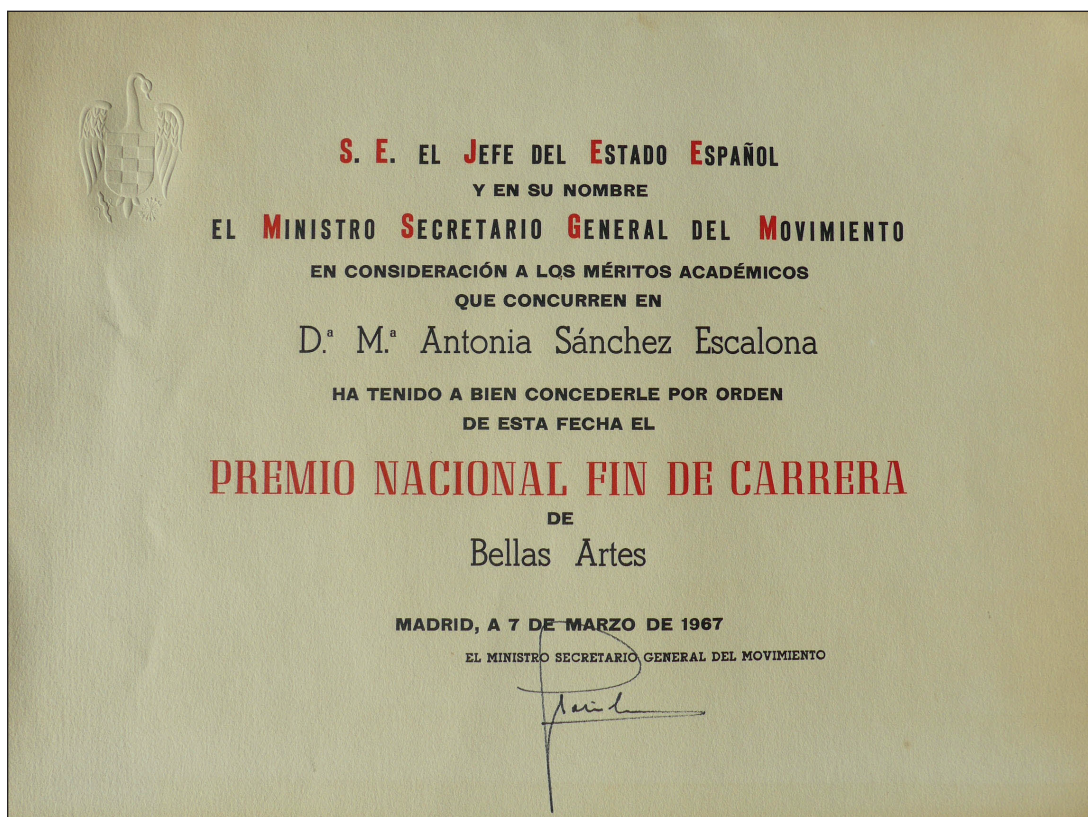 S. E. EL JEFE DEL ESTADO ESPAÑOL
Y EN SU NOMBRE
EL MINISTRO SECRETARIO GENERAL DEL MOVIMIENTO
EN CONSIDERACIÓN A LOS MÉRITOS ACADÉMICOS
QUE CONCURREN EN
D.ª M.ª Antonia Sánchez Escalona
HA TENIDO A BIEN CONCEDERLE POR ORDEN
DE ESTA FECHA EL
PREMIO NACIONAL FIN DE CARRERA
DE
Bellas Artes
MADRID, A 7 DE MARZO DE 1967
EL MINISTRO SECRETARIO GENERAL DEL MOVIMIENTO